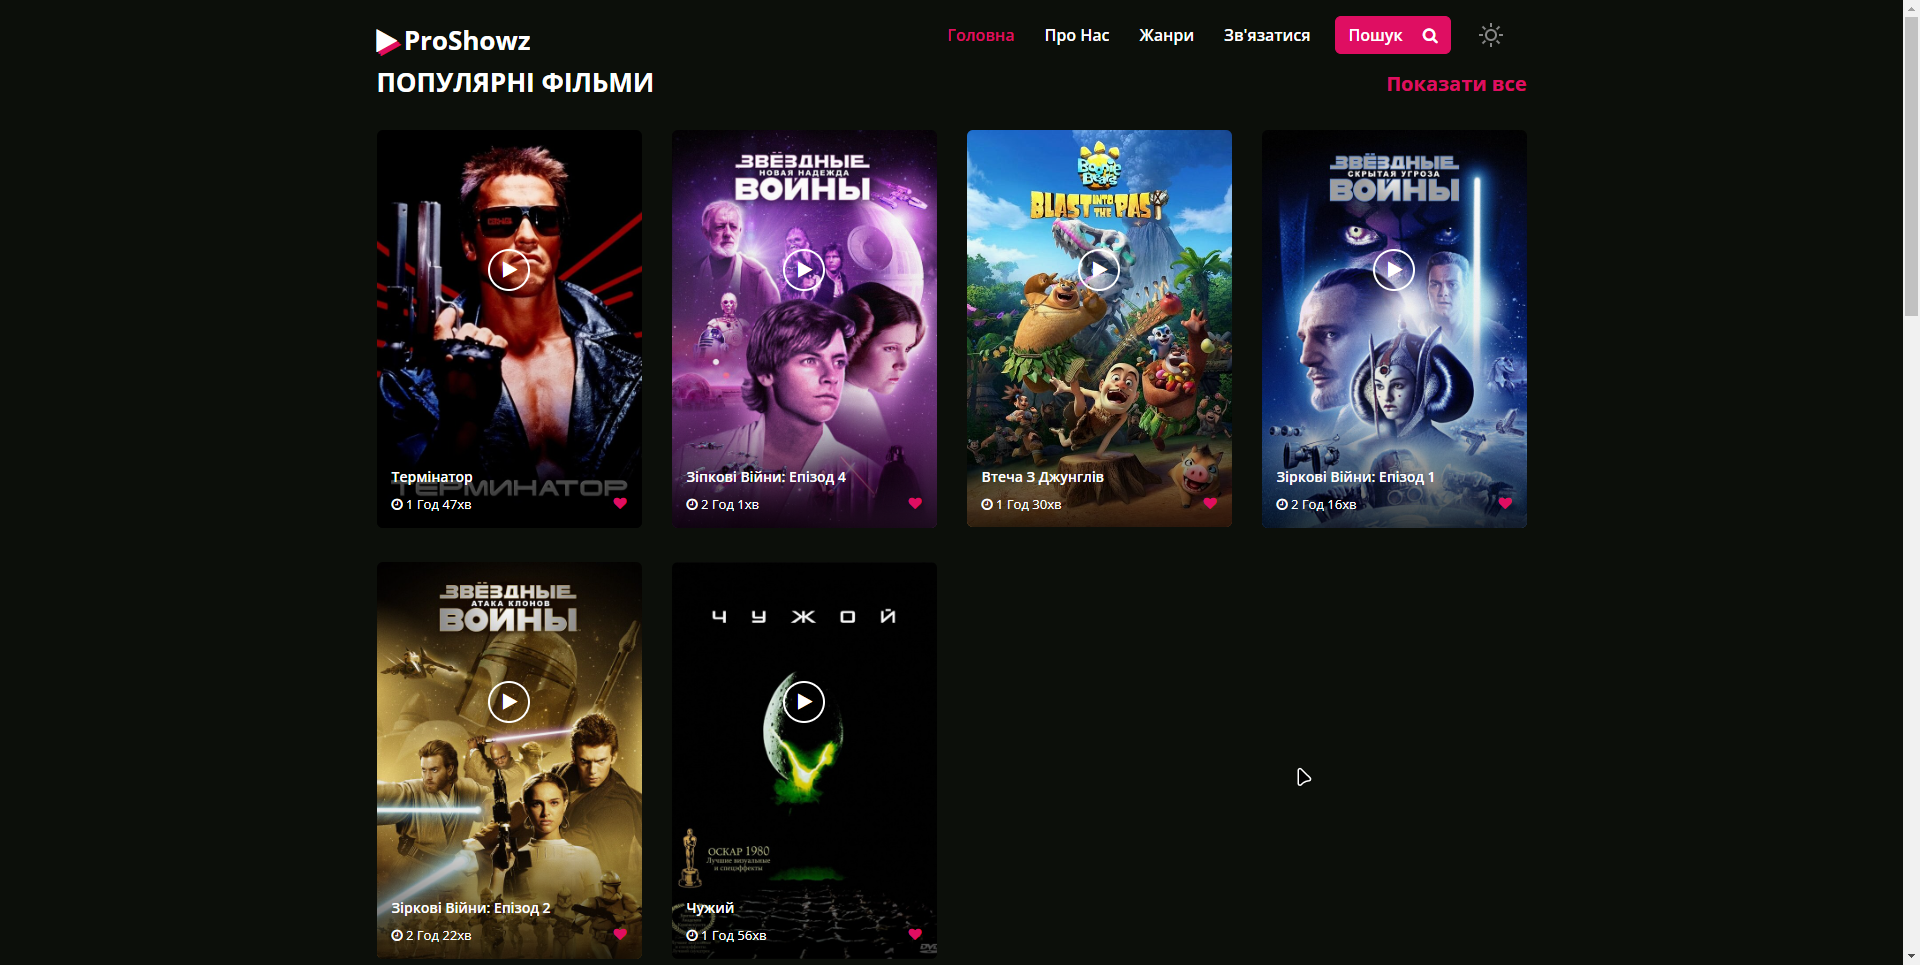 ProShowz
Головна
Про Нас
Жанри
Зв'язатися
Пошук
ПОПУЛЯРНІ ФІЛЬМИ
Показати все
ТЕРМИНАТОР
Термінатор
1 Год 47хв
ЗВЁЗДНЫЕ
НОВАЯ НАДЕЖДА
ВОЙНЫ
Зіпкові Війни: Епізод 4
2 Год 1хв
Boonie
Bears
BLAST INTO
THE PAST
Втеча З Джунглів
1 Год 30хв
ЗВЁЗДНЫЕ
СКРЫТАЯ УГРОЗА
ВОЙНЫ
Зіркові Війни: Епізод 1
2 Год 16хв
ЗВЁЗДНЫЕ
АТАКА КЛОНОВ
ВОЙНЫ
Зіркові Війни: Епізод 2
2 Год 22хв
ЧУЖОЙ
ОСКАР 1980
Лучшие визуальные
и спецэффекты
Чужий
1 Год 56хв
DVD